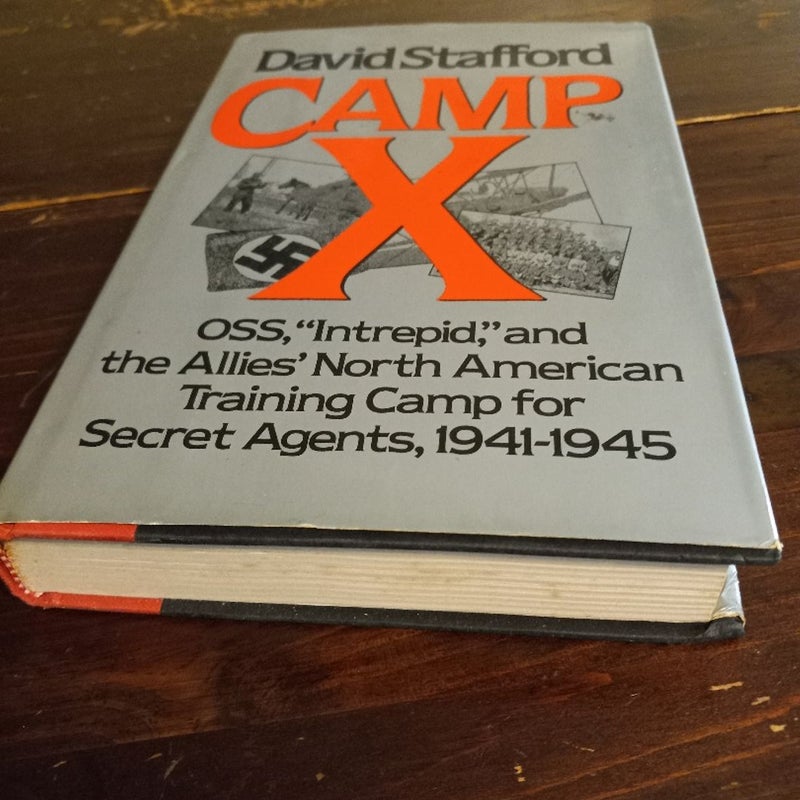 David Stafford
CAMP
X
OSS, “Intrepid,” and
the Allies’ North American
Training Camp for
Secret Agents, 1941-1945